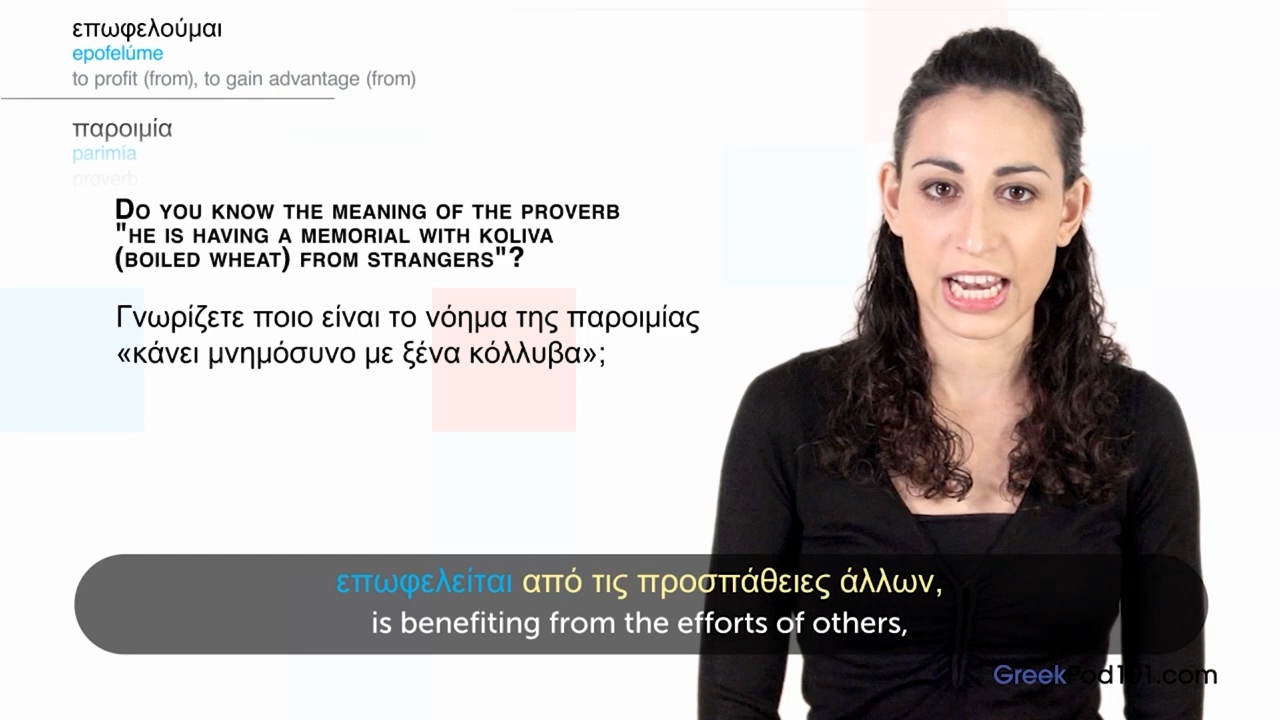 επωφελούμαι
epofelúme
to profit (from), to gain advantage (from)
παροιμία
parimía
proverb
Do you know the meaning of the proverb
"he is having a memorial with koliva
(boiled wheat) from strangers"?
Γνωρίζετε ποιο είναι το νόημα της παροιμίας
«κάνει μνημόσυνο με ξένα κόλλυβα»;
επωφελείται από τις προσπάθειες άλλων,
is benefiting from the efforts of others,
GreekPod101.com